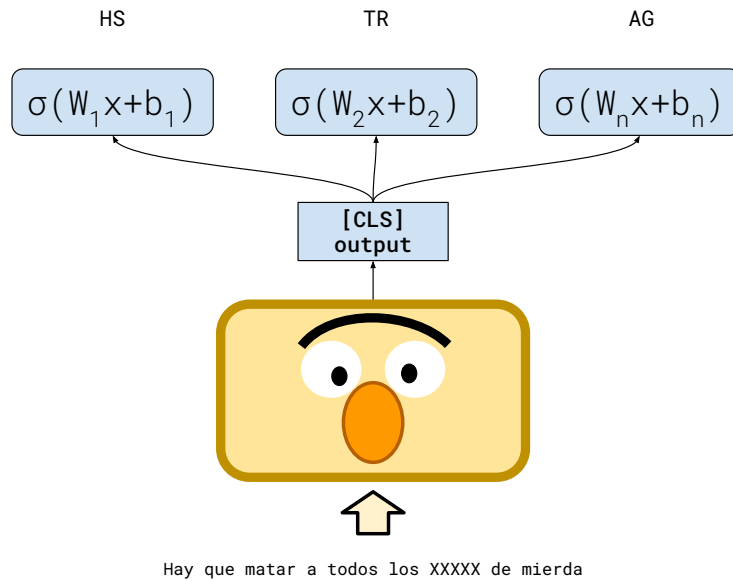 HS TR AG
σ(W₁x+b₁) σ(W₂x+b₂) σ(Wₙx+bₙ)
[CLS]
output
Hay que matar a todos los XXXXX de mierda